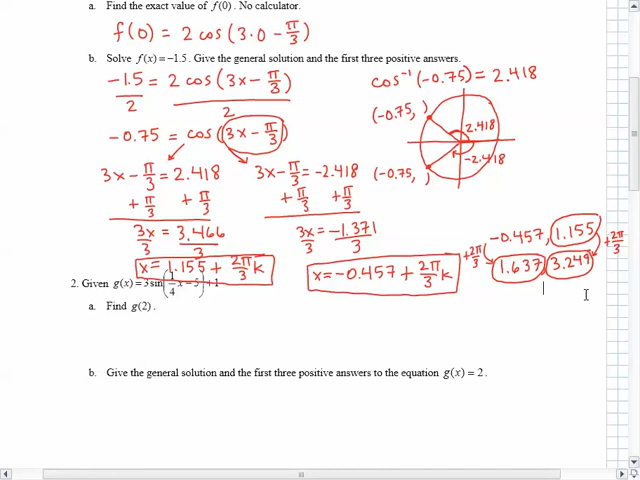 a. Find the exact value of f(0). No calculator.
f(0) = 2 cos (3·0 − π/3)
b. Solve f(x) = −1.5. Give the general solution and the first three positive answers.
−1.5/2 = 2 cos (3x − π/3)/2
−0.75 = cos (3x − π/3)
3x − π/3 = 2.418
+ π/3 + π/3
3x/3 = 3.466/3
x = 1.155 + 2π/3 k
3x − π/3 = −2.418
+ π/3 + π/3
3x/3 = −1.371/3
x = −0.457 + 2π/3 k
cos⁻¹ (−0.75) = 2.418
(−0.75, )
2.418
−2.418
(−0.75, )
−0.457, 1.155
+2π/3 +2π/3
1.637, 3.249
2. Given g(x) = 3 sin(1/4 x − 5) + 1
a. Find g(2).
b. Give the general solution and the first three positive answers to the equation g(x) = 2.